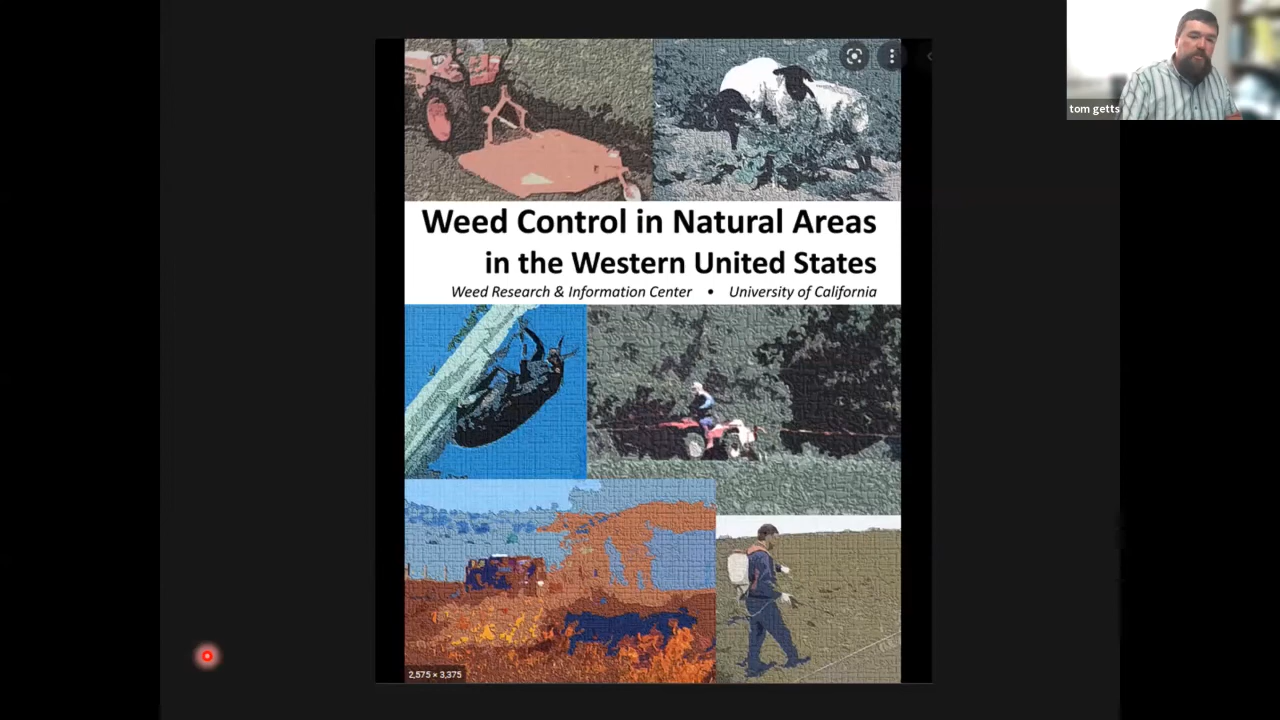 tom getts
Weed Control in Natural Areas
in the Western United States
Weed Research & Information Center • University of California
2,575 × 3,375